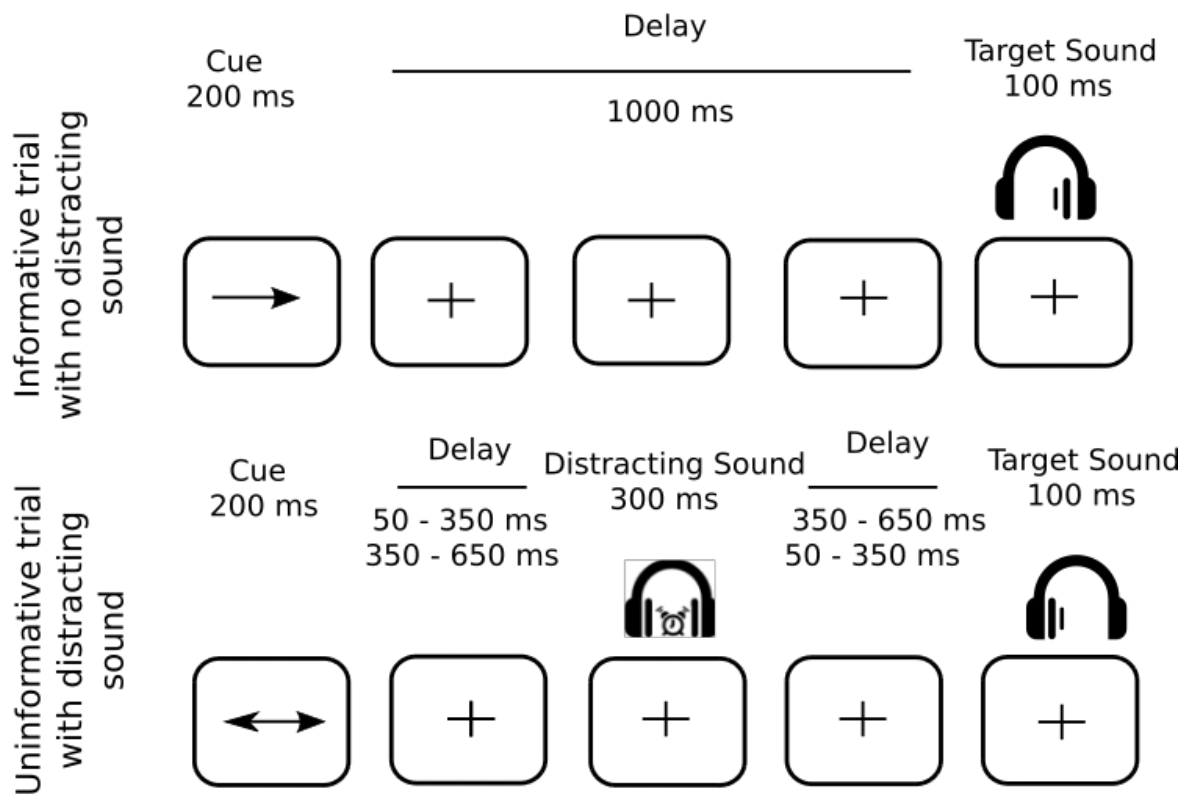 Informative trial
with no distracting
sound
Cue
200 ms
Delay
1000 ms
Target Sound
100 ms
Uninformative trial
with distracting
sound
Cue
200 ms
Delay
50 - 350 ms
350 - 650 ms
Distracting Sound
300 ms
Delay
350 - 650 ms
50 - 350 ms
Target Sound
100 ms